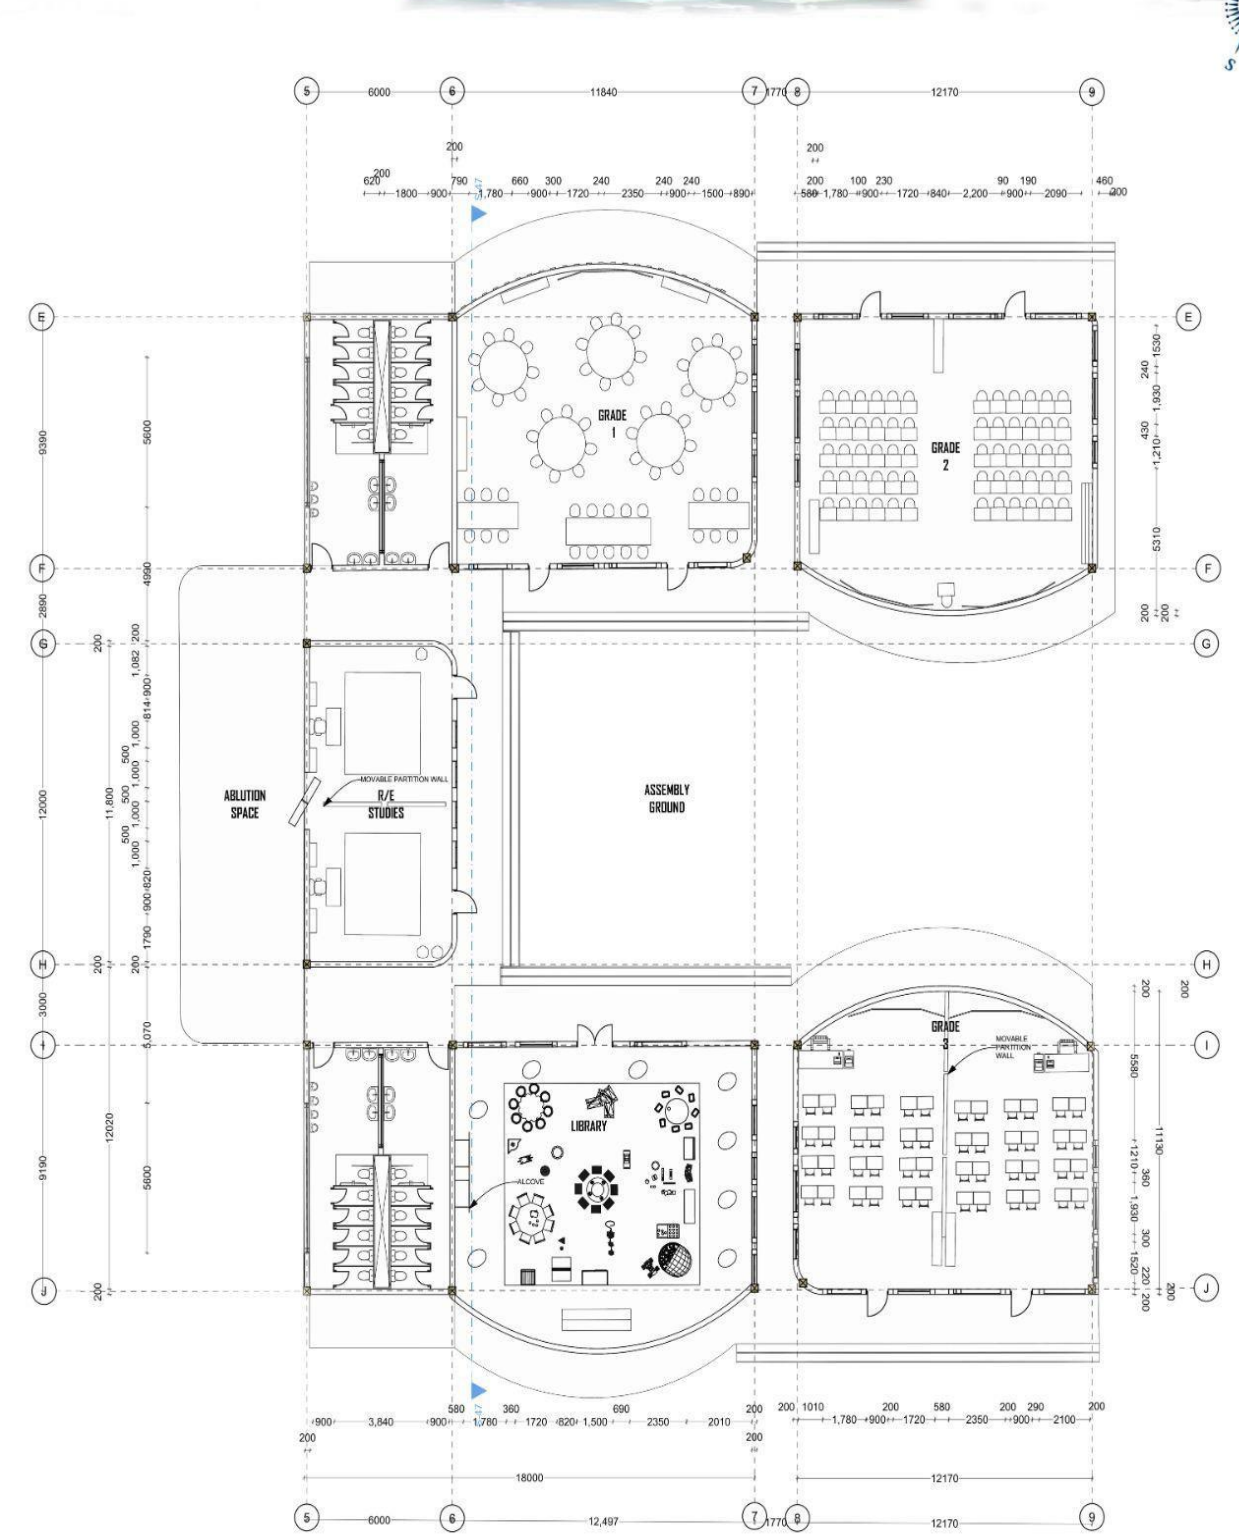 S
5 6000 6 11840 7 1770 8 12170 9
200 200
200
620 790 660 300 240 240 240 200 100 230 90 190 460 200
1800 900 1,780 900 1720 2350 900 1500 890 580 1,780 900 1720 840 2,200 900 2090
E E
1530
240
1,930
430
1,210
5310
200
200
9390
5600
GRADE
1
GRADE
2
F F
4990
2890
G G
200
200
1,082
900
814
1,000
500
1,000
500
1,000
500
1,000
820
900
1790
200
200
11,800
12000
MOVABLE PARTITION WALL
R/E
STUDIES
ABLUTION
SPACE
ASSEMBLY
GROUND
H H
3000
5,070
200
200
I I
GRADE
3
MOVABLE
PARTITION
WALL
5580
11130
1210
360
1,930
300
1520
220
200
200
LIBRARY
ALCOVE
12020
9190
5600
200
J J
580 360 690 200 200 1010 200 580 200 290 200
900 3,840 900 1,780 1720 820 1,500 2350 2010 1,780 900 1720 2350 900 2100
200 200
18000 12170
5 6000 6 12,497 7 1770 8 12170 9